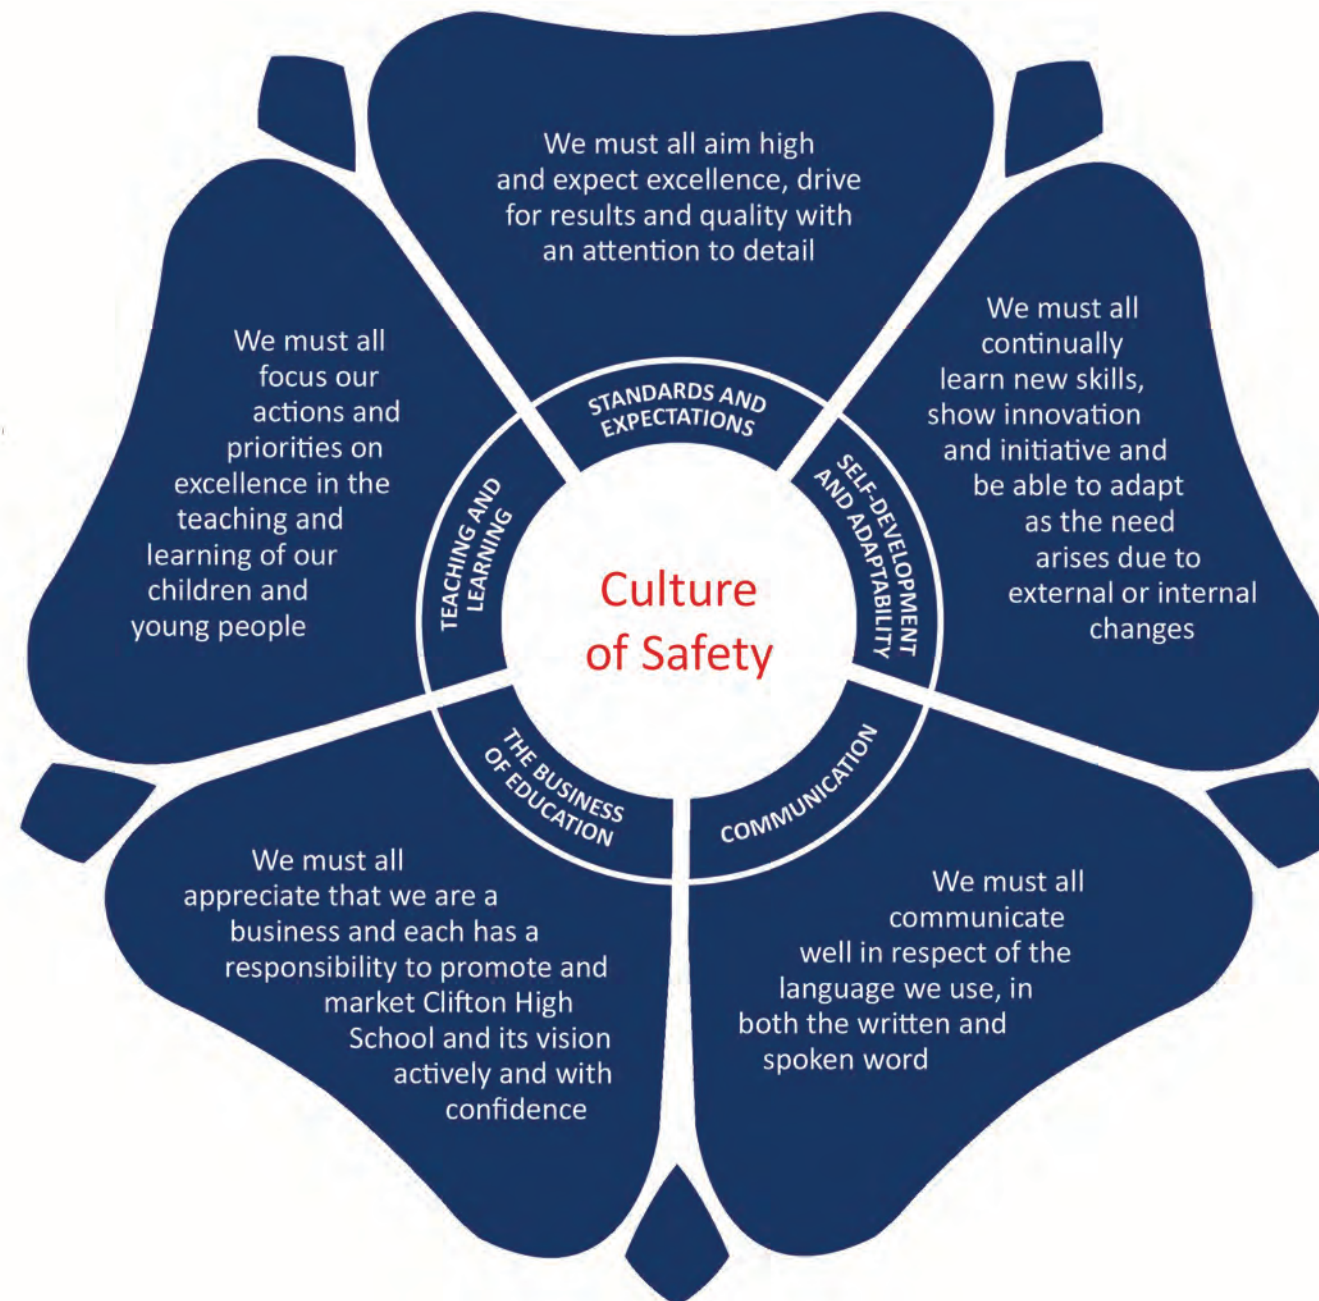 We must all aim high
and expect excellence, drive
for results and quality with
an attention to detail
STANDARDS AND
EXPECTATIONS
We must all
continually
learn new skills,
show innovation
and initiative and
be able to adapt
as the need
arises due to
external or internal
changes
SELF-DEVELOPMENT
AND ADAPTABILITY
We must all
communicate
well in respect of the
language we use, in
both the written and
spoken word
COMMUNICATION
We must all
appreciate that we are a
business and each has a
responsibility to promote and
market Clifton High
School and its vision
actively and with
confidence
THE BUSINESS
OF EDUCATION
We must all
focus our
actions and
priorities on
excellence in the
teaching and
learning of our
children and
young people
TEACHING AND
LEARNING
Culture
of Safety